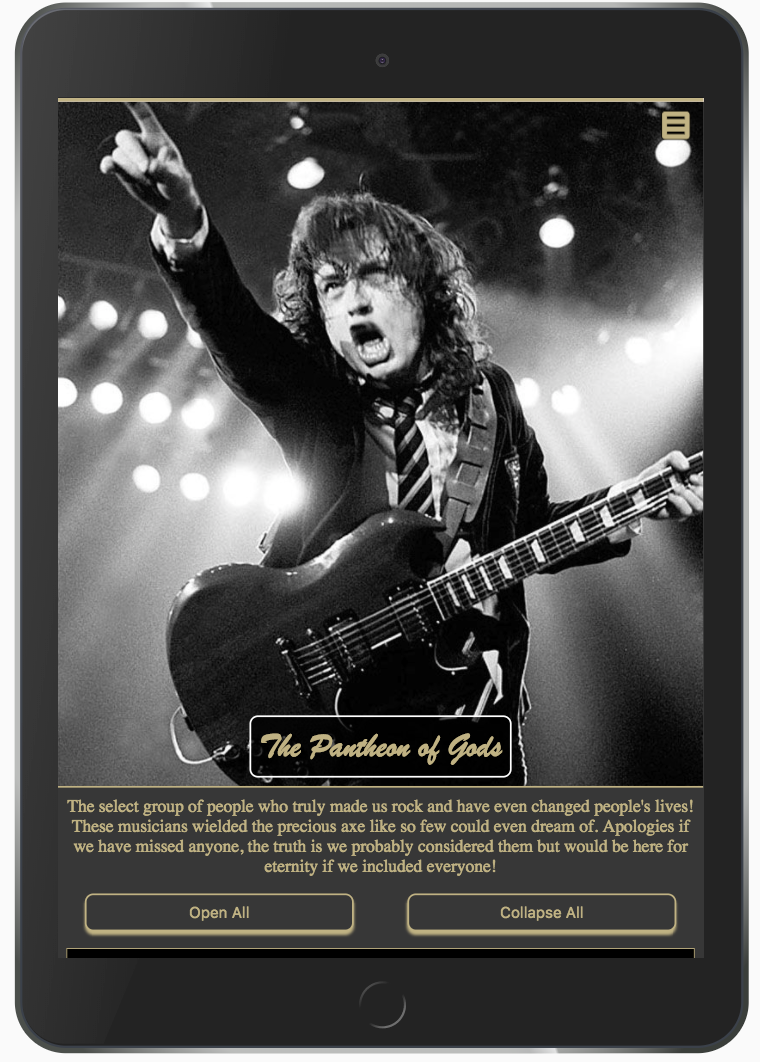 The Pantheon of Gods
The select group of people who truly made us rock and have even changed people's lives!
These musicians wielded the precious axe like so few could even dream of. Apologies if
we have missed anyone, the truth is we probably considered them but would be here for
eternity if we included everyone!
Open All
Collapse All